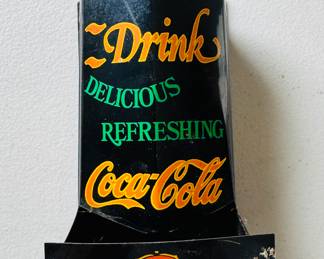 Drink
DELICIOUS
REFRESHING
Coca-Cola